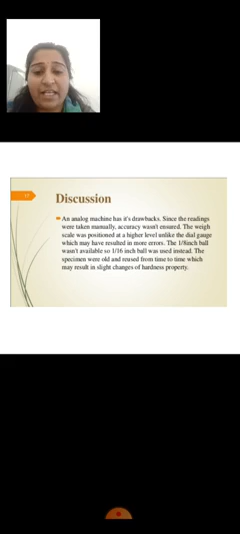 17
Discussion
An analog machine has it's drawbacks. Since the readings
were taken manually, accuracy wasn't ensured. The weigh
scale was positioned at a higher level unlike the dial gauge
which may have resulted in more errors. The 1/8inch ball
wasn't available so 1/16 inch ball was used instead. The
specimen were old and reused from time to time which
may result in slight changes of hardness property.